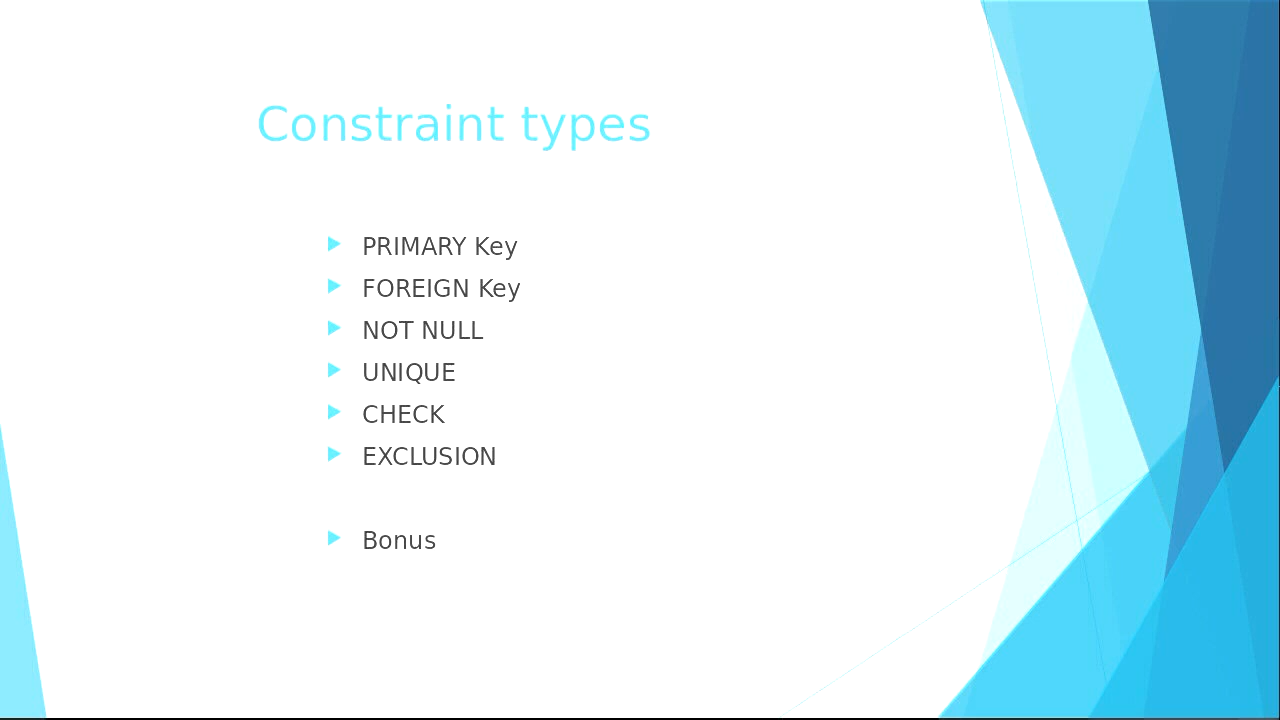 Constraint types
PRIMARY Key
FOREIGN Key
NOT NULL
UNIQUE
CHECK
EXCLUSION
Bonus